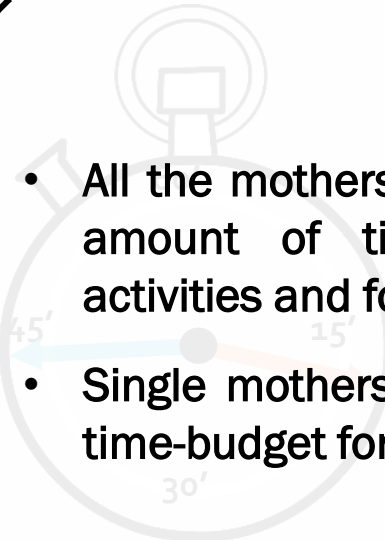 • All the mothers
amount of ti
activities and fo
45′ 15′
• Single mothers
time-budget for
30′